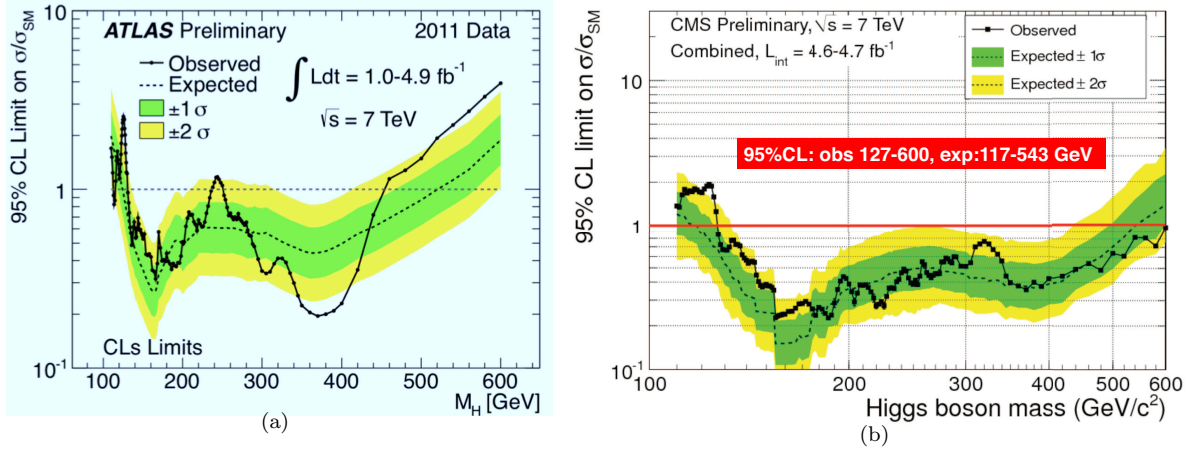 ATLAS Preliminary
2011 Data
Observed
Expected
±1 σ
±2 σ
∫ Ldt = 1.0-4.9 fb⁻¹
√s = 7 TeV
95% CL Limit on σ/σ_SM
10
1
10⁻¹
CLs Limits
100 200 300 400 500 600
M_H [GeV]
(a)
CMS Preliminary, √s = 7 TeV
Combined, L_int = 4.6-4.7 fb⁻¹
Observed
Expected ± 1σ
Expected ± 2σ
95%CL: obs 127-600, exp:117-543 GeV
95% CL limit on σ/σ_SM
10
1
10⁻¹
100 200 300 400 500 600
Higgs boson mass (GeV/c²)
(b)